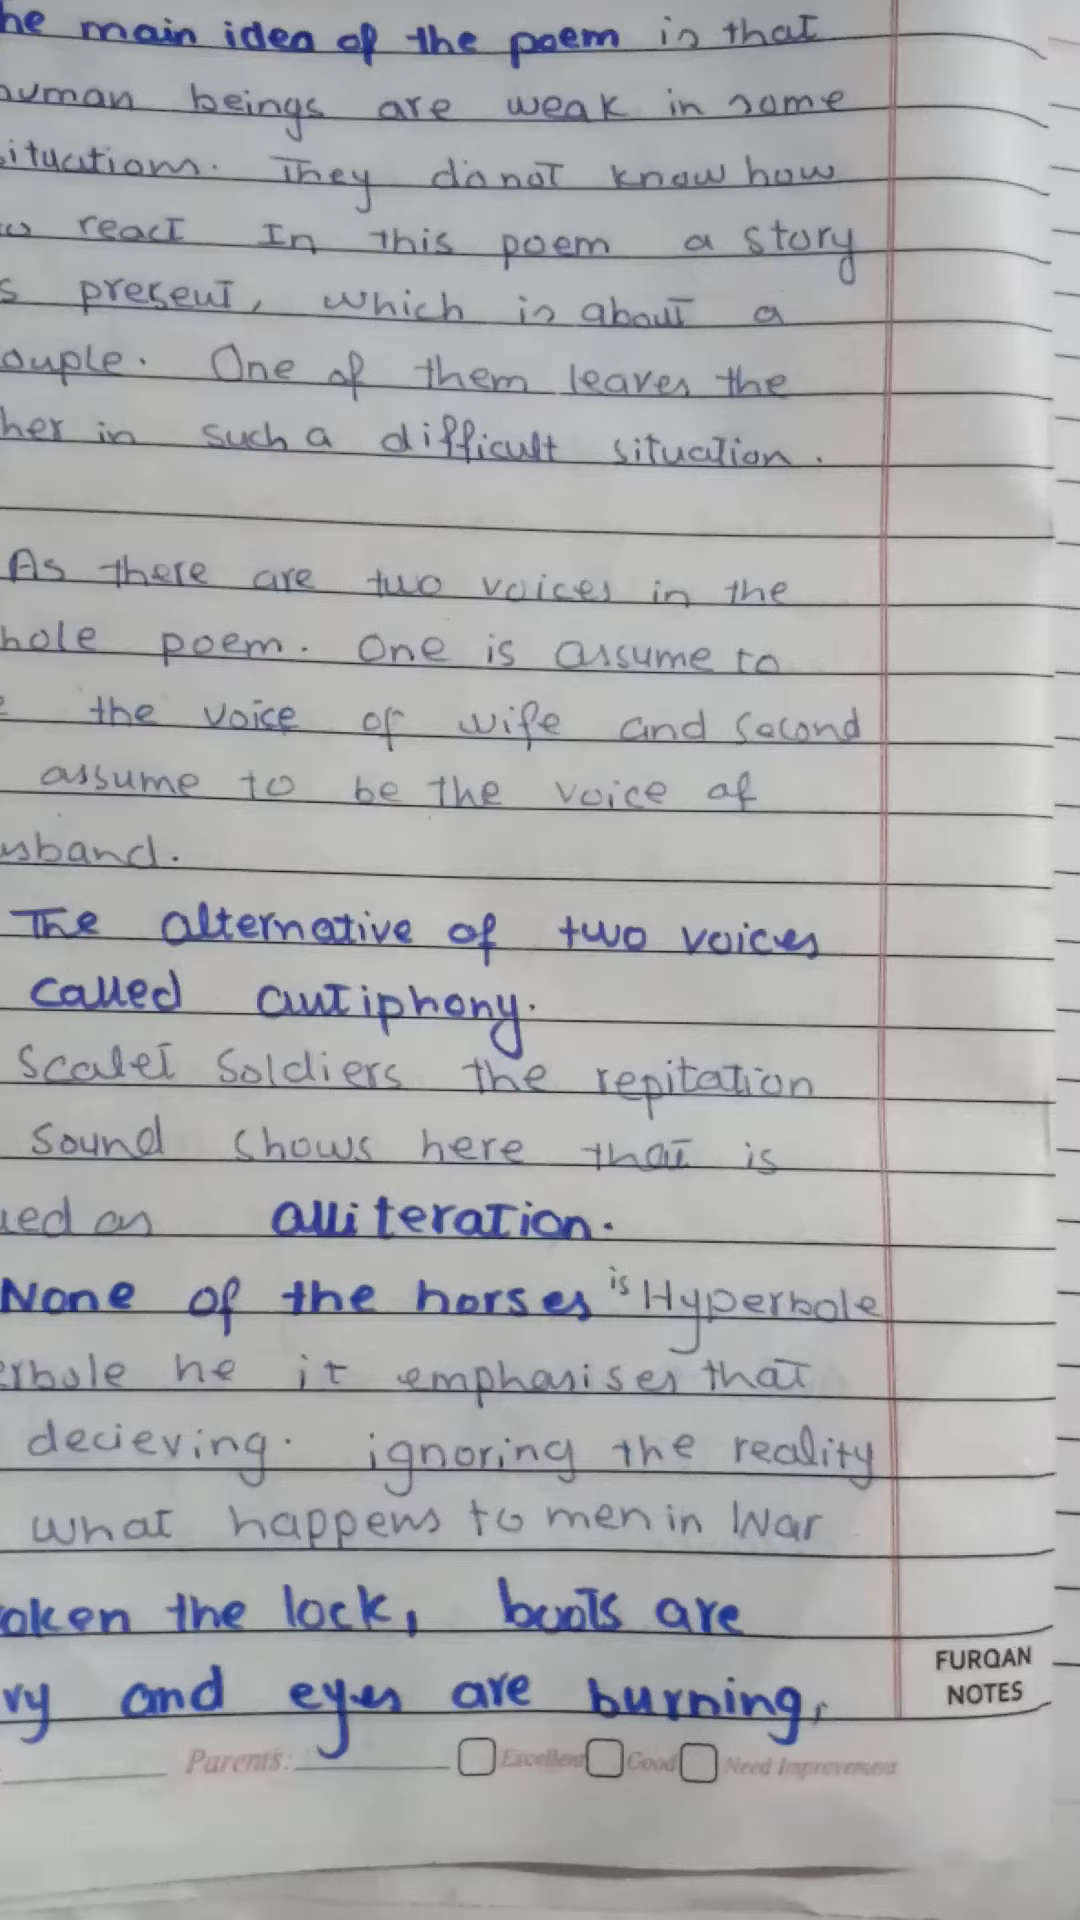 he main idea of the poem is that
human beings are weak in some
situations. They donot know how
react In this poem a story
s present, which is about a
ouple. One of them leaves the
her in such a difficult situation.
As there are two voices in the
hole poem. One is assume to
the voice of wife and second
assume to be the voice of
usband.
The alternative of two voices
called antiphony.
Scalet Soldiers the repitation
Sound shows here that is
ued as alliteration.
None of the horses is Hyperbole
erbole he it emphasises that
decieving. ignoring the reality
what happens to men in War
oken the lock, boots are
vy and eyes are burning,
FURQAN
NOTES
Parents: Excellent Good Need Improvement